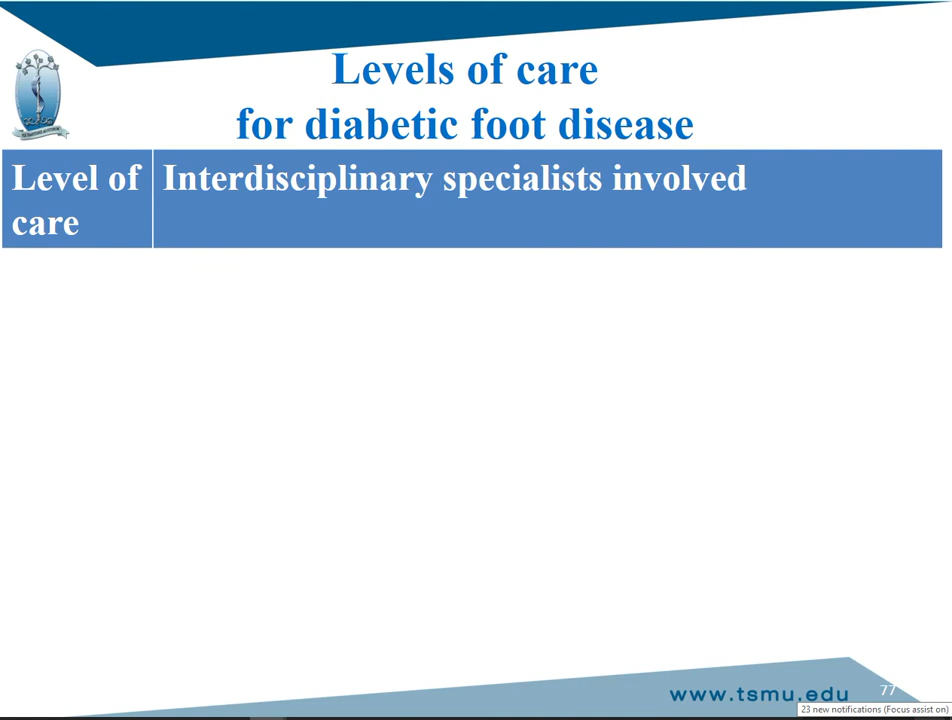 Levels of care
for diabetic foot disease
Level of
care
Interdisciplinary specialists involved
www.tsmu.edu
77
23 new notifications (Focus assist on)